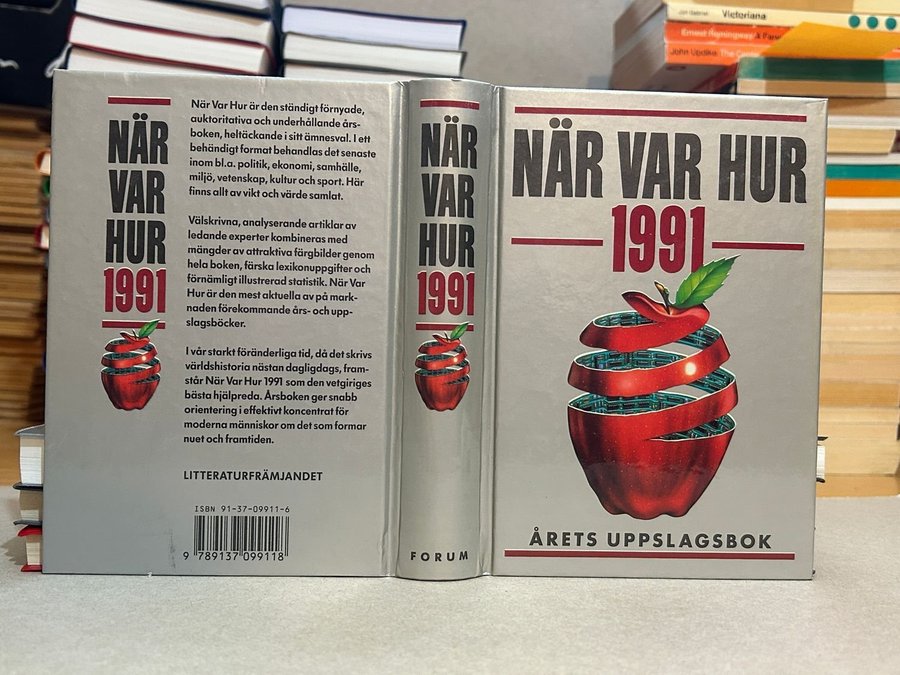 NÄR
VAR
HUR
1991
När Var Hur är den ständigt förnyade,
auktoritativa och underhållande års-
boken, heltäckande i sitt ämnesval. I ett
behändigt format behandlas det senaste
inom bl.a. politik, ekonomi, samhälle,
miljö, vetenskap, kultur och sport. Här
finns allt av vikt och värde samlat.
Välskrivna, analyserande artiklar av
ledande experter kombineras med
mängder av attraktiva färgbilder genom
hela boken, färska lexikonuppgifter och
förnämligt illustrerad statistik. När Var
Hur är den mest aktuella av på mark-
naden förekommande års- och upp-
slagsböcker.
I vår starkt föränderliga tid, då det skrivs
världshistoria nästan dagligdags, fram-
står När Var Hur 1991 som den vetgiriges
bästa hjälpreda. Årsboken ger snabb
orientering i effektivt koncentrat för
moderna människor om det som formar
nuet och framtiden.
LITTERATURFRÄMJANDET
ISBN 91-37-09911-6
9 789137 099118
NÄR
VAR
HUR
1991
FORUM
NÄR VAR HUR
1991
ÅRETS UPPSLAGSBOK
Victoriana
Ernest Hemingway
John Updike The